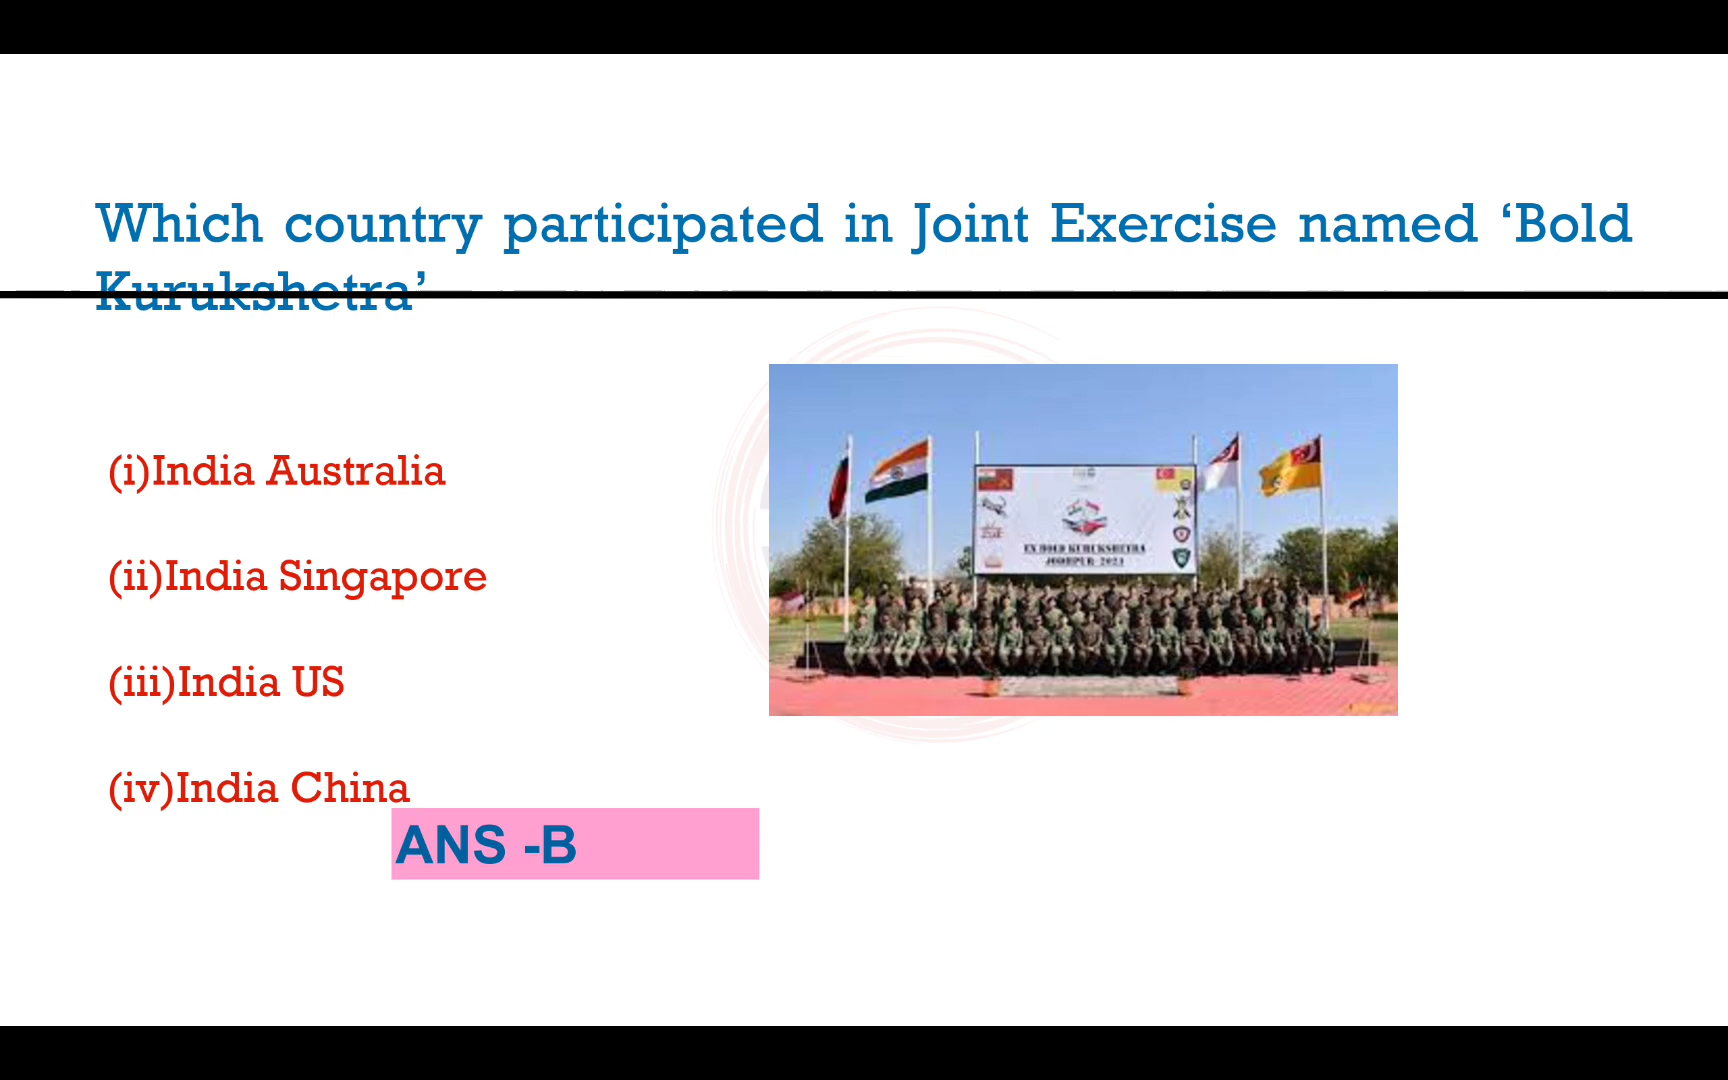 Which country participated in Joint Exercise named ‘Bold
Kurukshetra’
(i)India Australia
(ii)India Singapore
(iii)India US
(iv)India China
EX BOLD KURUKSHETRA
JODHPUR-2023
ANS -B